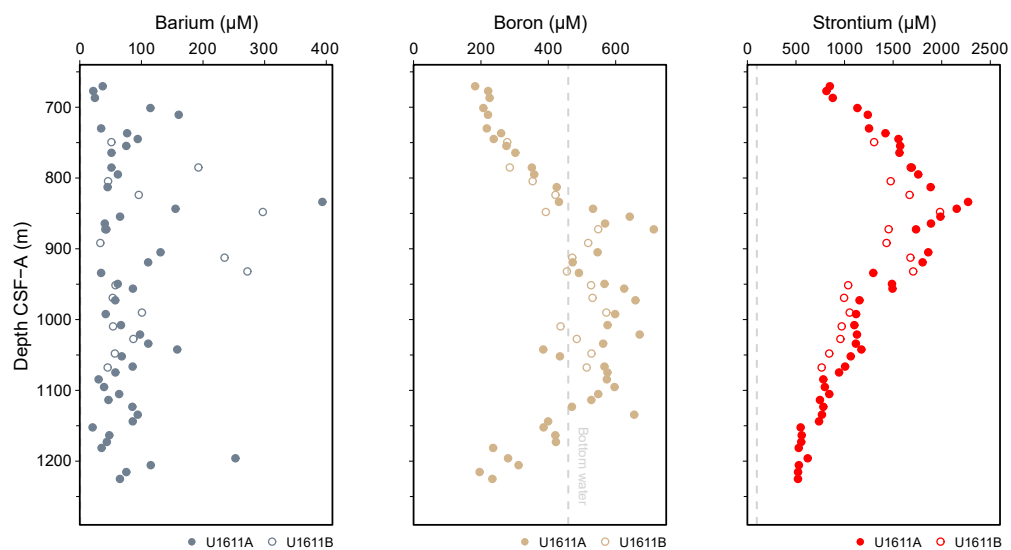 Barium (µM)
Boron (µM)
Strontium (µM)
0 100 200 300 400
200 400 600
0 500 1000 1500 2000 2500
Depth CSF−A (m)
700
800
900
1000
1100
1200
Bottom water
U1611A U1611B
U1611A U1611B
U1611A U1611B